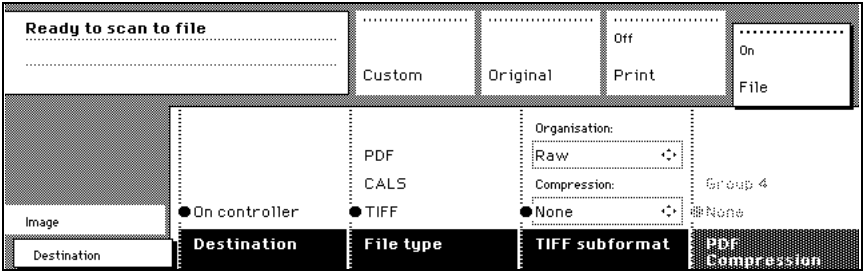 Ready to scan to file
Custom
Original
Off
Print
On
File
Image
Destination
On controller
Destination
PDF
CALS
TIFF
File type
Organisation:
Raw
Compression:
None
TIFF subformat
Group 4
None
PDF
Compression